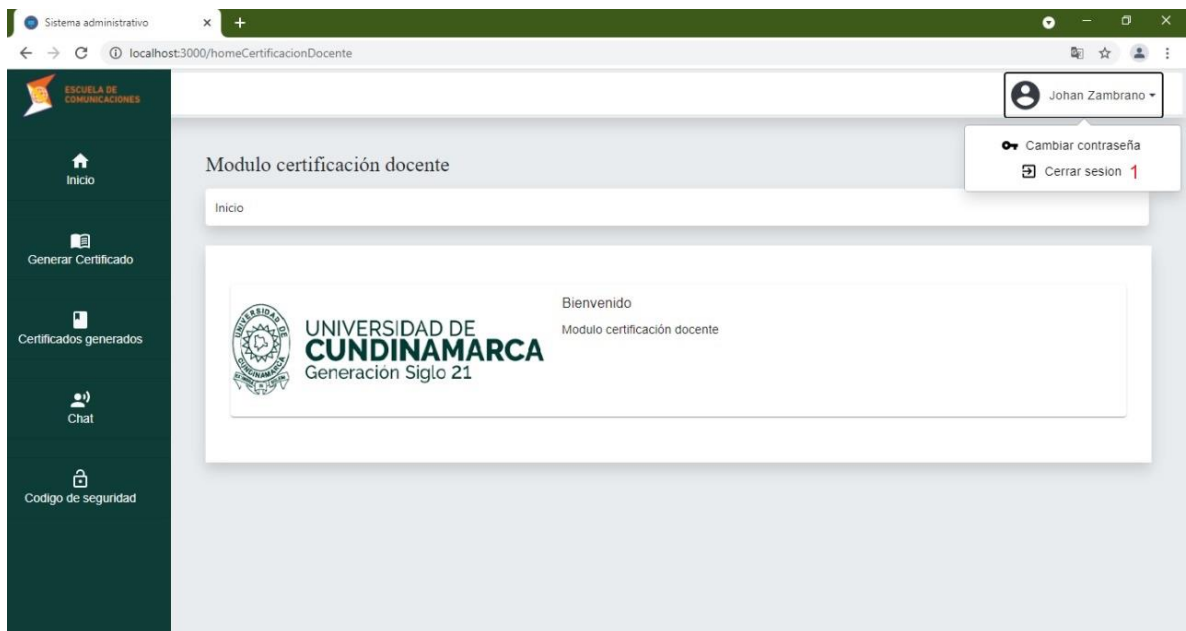 Sistema administrativo
localhost:3000/homeCertificacionDocente
ESCUELA DE
COMUNICACIONES
Johan Zambrano
Cambiar contraseña
Cerrar sesion 1
Inicio
Generar Certificado
Certificados generados
Chat
Codigo de seguridad
Modulo certificación docente
Inicio
UNIVERSIDAD DE
CUNDINAMARCA
Generación Siglo 21
Bienvenido
Modulo certificación docente